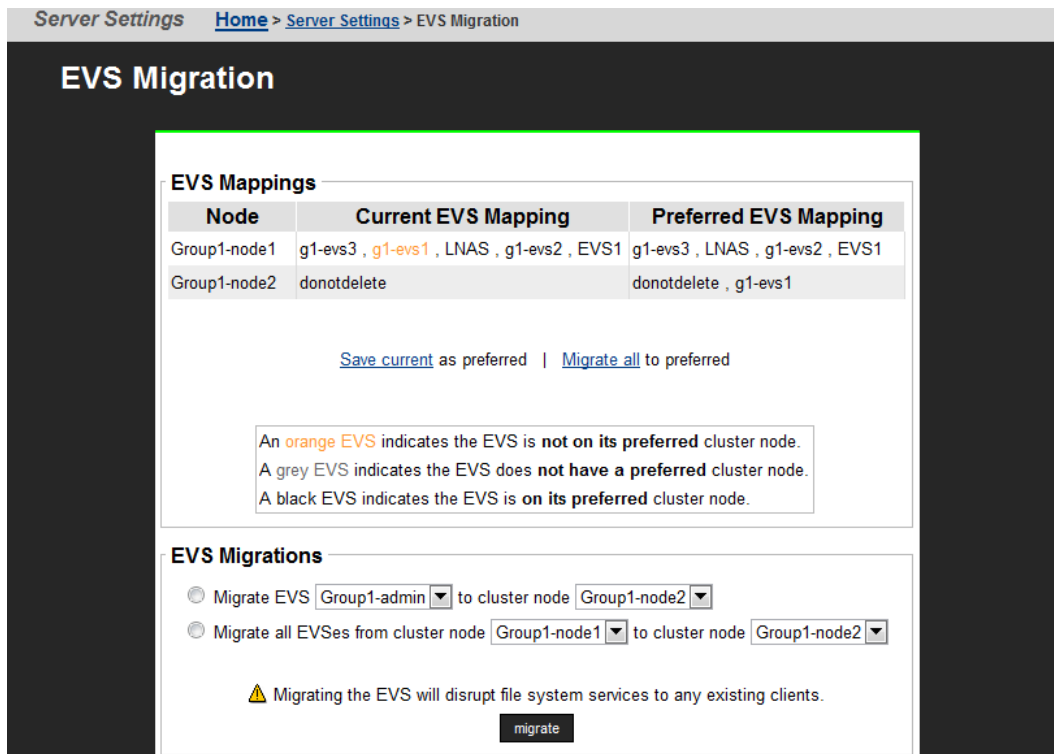 Server Settings Home > Server Settings > EVS Migration
EVS Migration
EVS Mappings
Node Current EVS Mapping Preferred EVS Mapping
Group1-node1 g1-evs3 , g1-evs1 , LNAS , g1-evs2 , EVS1 g1-evs3 , LNAS , g1-evs2 , EVS1
Group1-node2 donotdelete donotdelete , g1-evs1
Save current as preferred | Migrate all to preferred
An orange EVS indicates the EVS is not on its preferred cluster node.
A grey EVS indicates the EVS does not have a preferred cluster node.
A black EVS indicates the EVS is on its preferred cluster node.
EVS Migrations
Migrate EVS Group1-admin to cluster node Group1-node2
Migrate all EVSes from cluster node Group1-node1 to cluster node Group1-node2
Migrating the EVS will disrupt file system services to any existing clients.
migrate